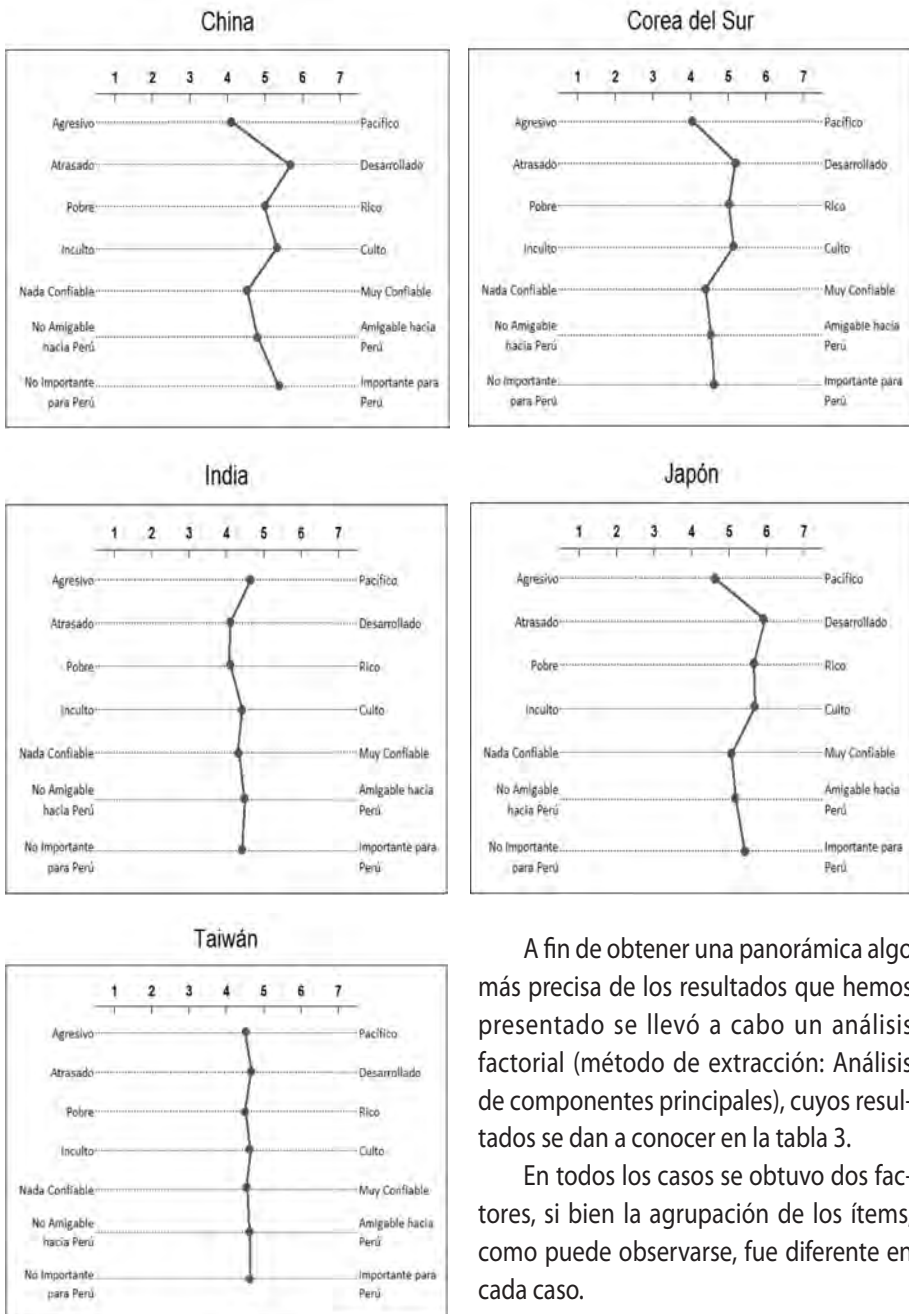 China
1 2 3 4 5 6 7
Agresivo Pacífico
Atrasado Desarrollado
Pobre Rico
Inculto Culto
Nada Confiable Muy Confiable
No Amigable Amigable hacia
hacia Perú Perú
No Importante Importante para
para Perú Perú
Corea del Sur
1 2 3 4 5 6 7
Agresivo Pacífico
Atrasado Desarrollado
Pobre Rico
Inculto Culto
Nada Confiable Muy Confiable
No Amigable Amigable hacia
hacia Perú Perú
No Importante Importante para
para Perú Perú
India
1 2 3 4 5 6 7
Agresivo Pacífico
Atrasado Desarrollado
Pobre Rico
Inculto Culto
Nada Confiable Muy Confiable
No Amigable Amigable hacia
hacia Perú Perú
No Importante Importante para
para Perú Perú
Japón
1 2 3 4 5 6 7
Agresivo Pacífico
Atrasado Desarrollado
Pobre Rico
Inculto Culto
Nada Confiable Muy Confiable
No Amigable Amigable hacia
hacia Perú Perú
No Importante Importante para
para Perú Perú
Taiwán
1 2 3 4 5 6 7
Agresivo Pacífico
Atrasado Desarrollado
Pobre Rico
Inculto Culto
Nada Confiable Muy Confiable
No Amigable Amigable hacia
hacia Perú Perú
No Importante Importante para
para Perú Perú
A fin de obtener una panorámica algo
más precisa de los resultados que hemos
presentado se llevó a cabo un análisis
factorial (método de extracción: Análisis
de componentes principales), cuyos resul-
tados se dan a conocer en la tabla 3.
En todos los casos se obtuvo dos fac-
tores, si bien la agrupación de los ítems,
como puede observarse, fue diferente en
cada caso.